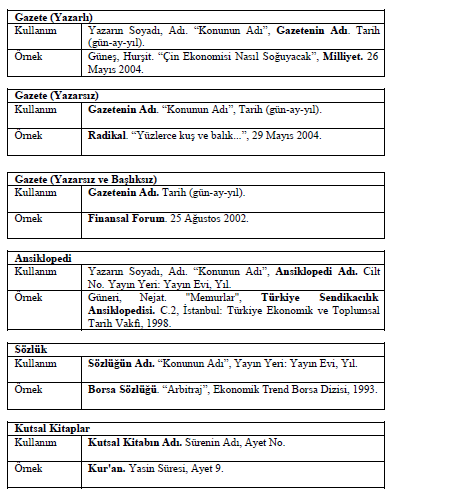 Gazete (Yazarlı)
Kullanım Yazarın Soyadı, Adı. “Konunun Adı”, Gazetenin Adı. Tarih
(gün-ay-yıl).
Örnek Güneş, Hurşit. “Çin Ekonomisi Nasıl Soğuyacak”, Milliyet. 26
Mayıs 2004.
Gazete (Yazarsız)
Kullanım Gazetenin Adı. “Konunun Adı”, Tarih (gün-ay-yıl).
Örnek Radikal. “Yüzlerce kuş ve balık...”, 29 Mayıs 2004.
Gazete (Yazarsız ve Başlıksız)
Kullanım Gazetenin Adı. Tarih (gün-ay-yıl).
Örnek Finansal Forum. 25 Ağustos 2002.
Ansiklopedi
Kullanım Yazarın Soyadı, Adı. “Konunun Adı”, Ansiklopedi Adı. Cilt
No. Yayın Yeri: Yayın Evi, Yıl.
Örnek Güneri, Nejat. "Memurlar", Türkiye Sendikacılık
Ansiklopedisi. C.2, İstanbul: Türkiye Ekonomik ve Toplumsal
Tarih Vakfı, 1998.
Sözlük
Kullanım Sözlüğün Adı. “Konunun Adı”, Yayın Yeri: Yayın Evi, Yıl.
Örnek Borsa Sözlüğü. “Arbitraj”, Ekonomik Trend Borsa Dizisi, 1993.
Kutsal Kitaplar
Kullanım Kutsal Kitabın Adı. Sürenin Adı, Ayet No.
Örnek Kur'an. Yasin Süresi, Ayet 9.